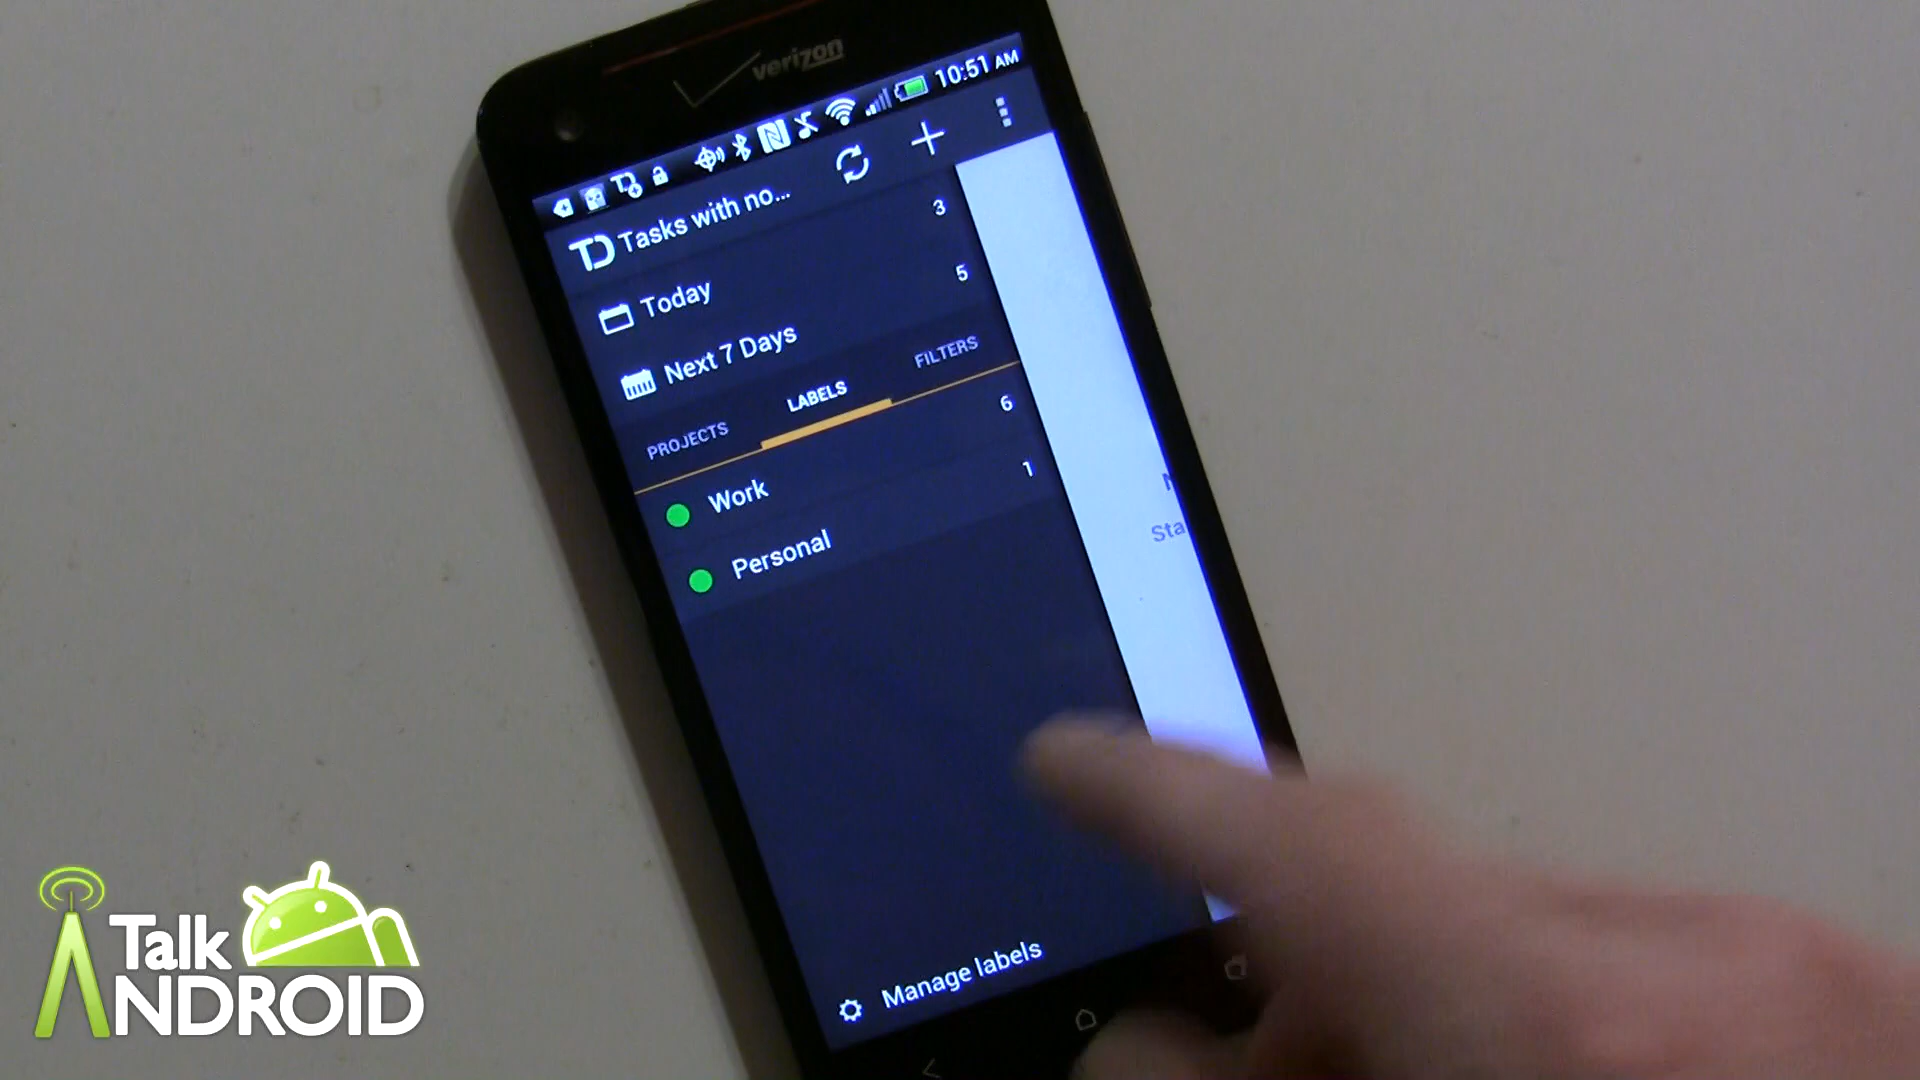 verizon
10:51 AM
TD Tasks with no...
Today 3
Next 7 Days 5
PROJECTS LABELS FILTERS
Work 6
Personal 1
Sta
Manage labels
Talk
ANDROID